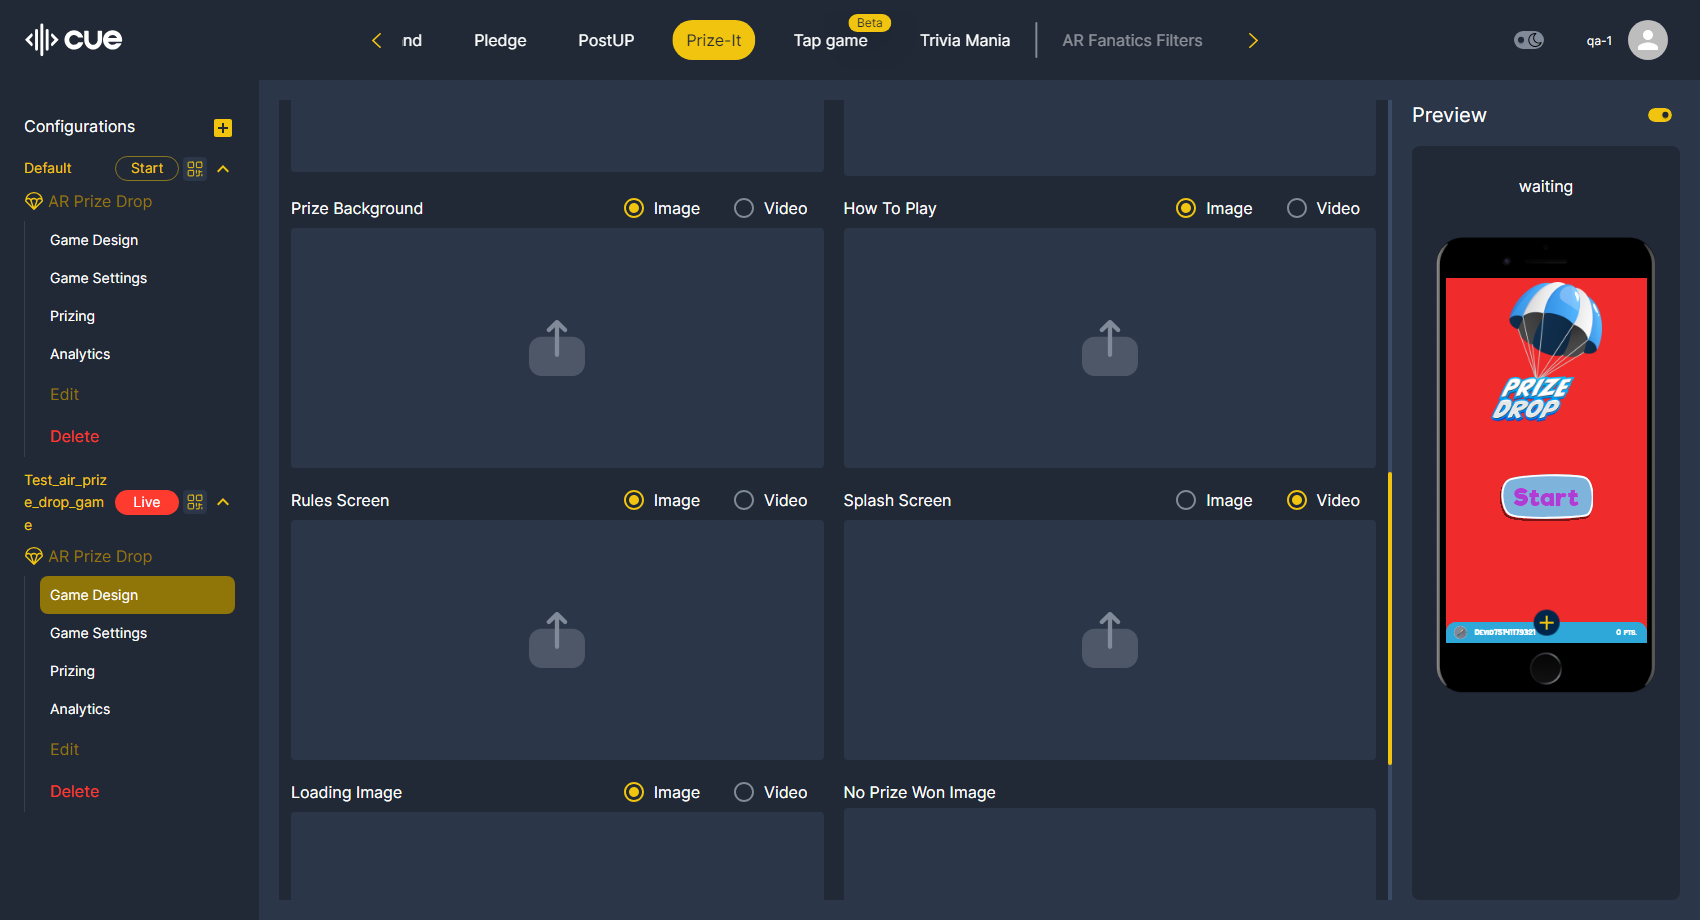 cue
nd
Pledge
PostUP
Prize-It
Beta
Tap game
Trivia Mania
AR Fanatics Filters
qa-1
Configurations
Default
Start
AR Prize Drop
Game Design
Game Settings
Prizing
Analytics
Edit
Delete
Test_air_priz
e_drop_gam
e
Live
AR Prize Drop
Game Design
Game Settings
Prizing
Analytics
Edit
Delete
Prize Background
Image
Video
How To Play
Image
Video
Rules Screen
Image
Video
Splash Screen
Image
Video
Loading Image
Image
Video
No Prize Won Image
Preview
waiting
PRIZE
DROP
Start
0 PTS.